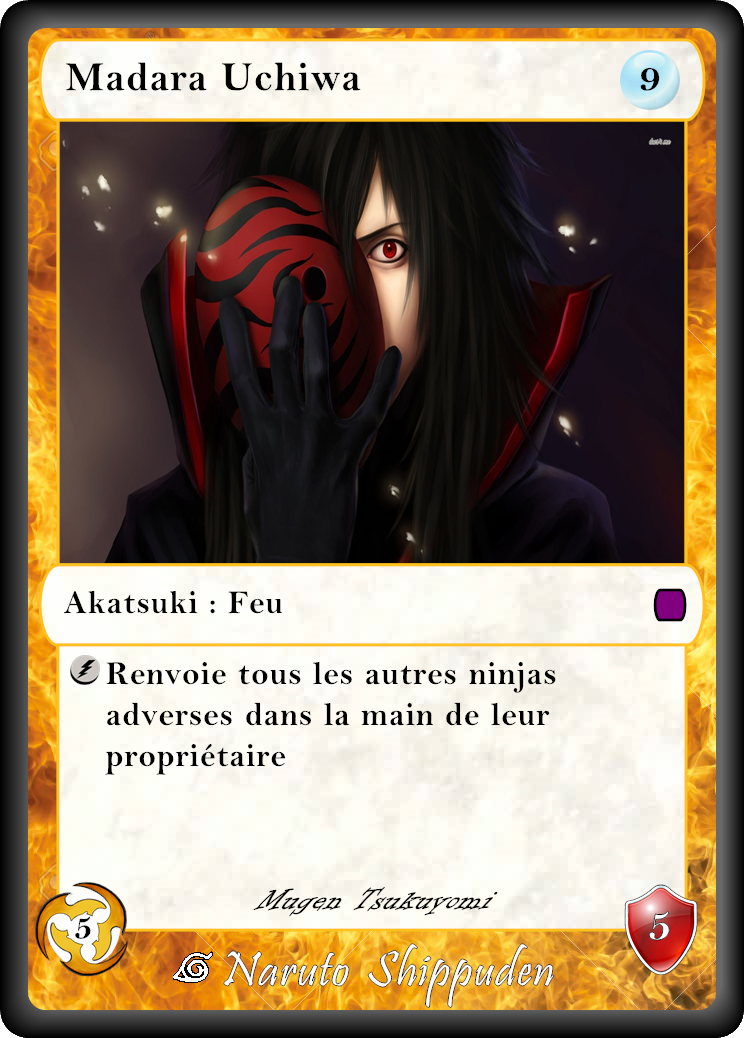 Madara Uchiwa
9
Akatsuki : Feu
Renvoie tous les autres ninjas
adverses dans la main de leur
propriétaire
Mugen Tsukuyomi
5
5
Naruto Shippuden